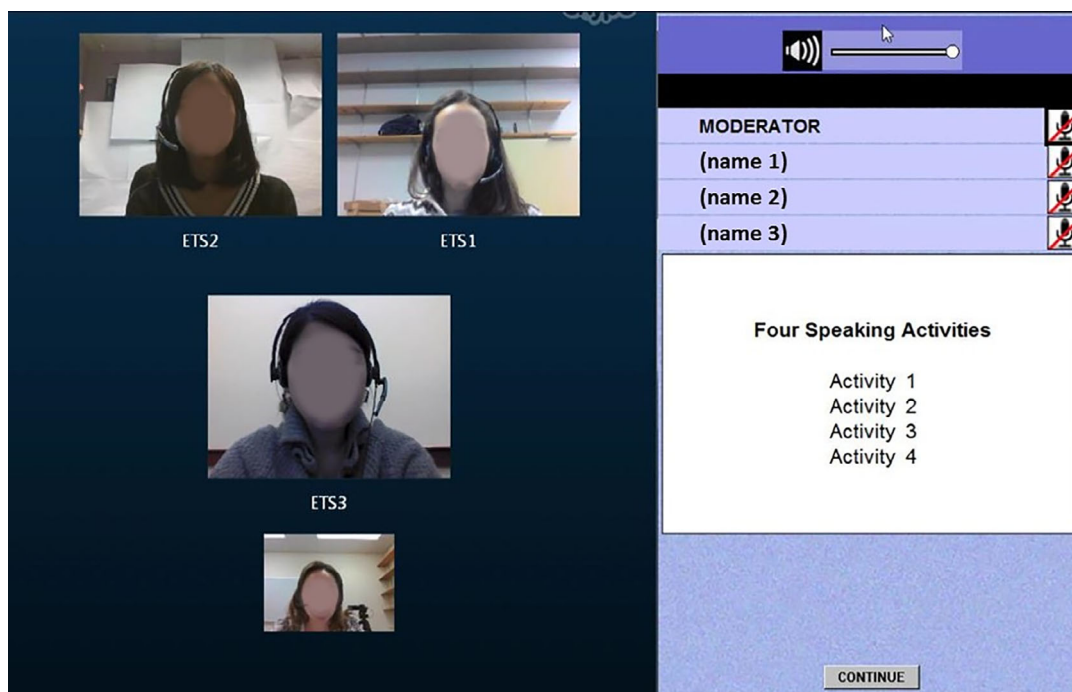 ETS2
ETS1
ETS3
MODERATOR
(name 1)
(name 2)
(name 3)
Four Speaking Activities
Activity 1
Activity 2
Activity 3
Activity 4
CONTINUE